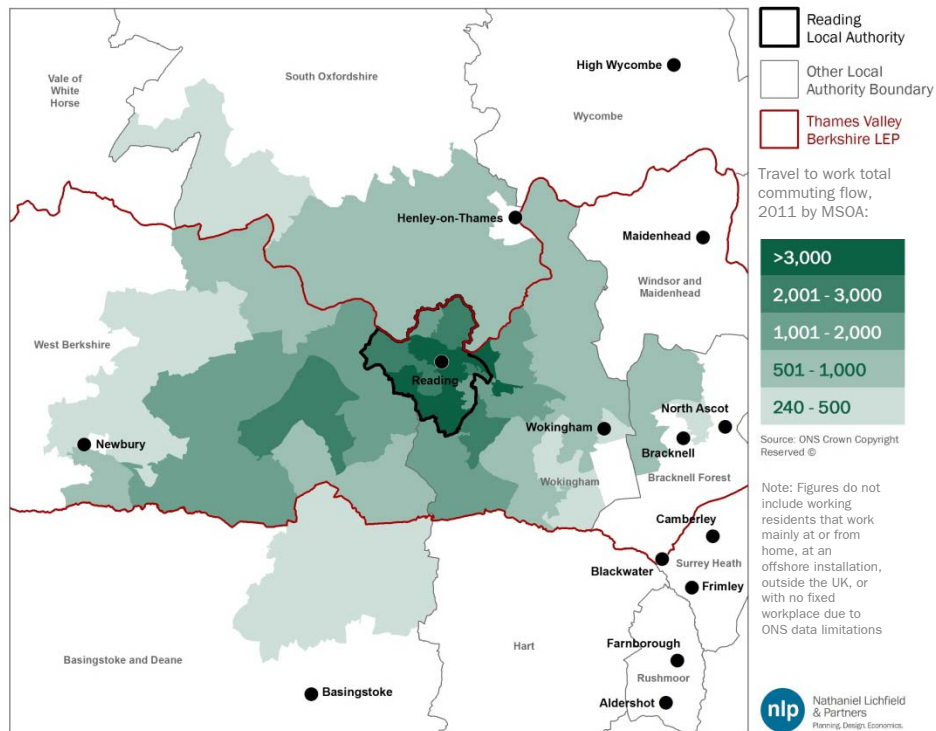 Vale of
White
Horse
South Oxfordshire
High Wycombe
Wycombe
Henley-on-Thames
Maidenhead
Windsor and
Maidenhead
West Berkshire
Reading
Newbury
Wokingham
Wokingham
North Ascot
Bracknell
Bracknell Forest
Camberley
Surrey Heath
Blackwater
Frimley
Hart
Farnborough
Rushmoor
Aldershot
Basingstoke and Deane
Basingstoke
Reading
Local Authority
Other Local
Authority Boundary
Thames Valley
Berkshire LEP
Travel to work total
commuting flow,
2011 by MSOA:
>3,000
2,001 - 3,000
1,001 - 2,000
501 - 1,000
240 - 500
Source: ONS Crown Copyright
Reserved ©
Note: Figures do not
include working
residents that work
mainly at or from
home, at an
offshore installation,
outside the UK, or
with no fixed
workplace due to
ONS data limitations
nlp
Nathaniel Lichfield
& Partners
Planning. Design. Economics.